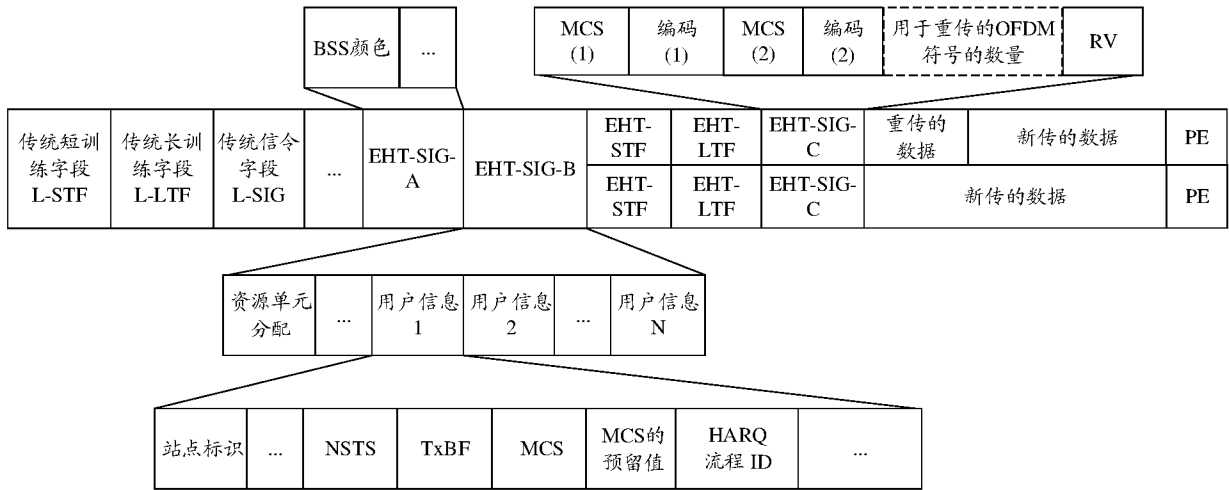 BSS颜色
...
MCS
(1)
编码
(1)
MCS
(2)
编码
(2)
用于重传的OFDM
符号的数量
RV
传统短训
练字段
L-STF
传统长训
练字段
L-LTF
传统信令
字段
L-SIG
...
EHT-SIG-
A
EHT-SIG-B
EHT-
STF
EHT-
LTF
EHT-SIG-
C
重传的
数据
新传的数据
PE
EHT-
STF
EHT-
LTF
EHT-SIG-
C
新传的数据
PE
资源单元
分配
...
用户信息
1
用户信息
2
...
用户信息
N
站点标识
...
NSTS
TxBF
MCS
MCS的
预留值
HARQ
流程 ID
...